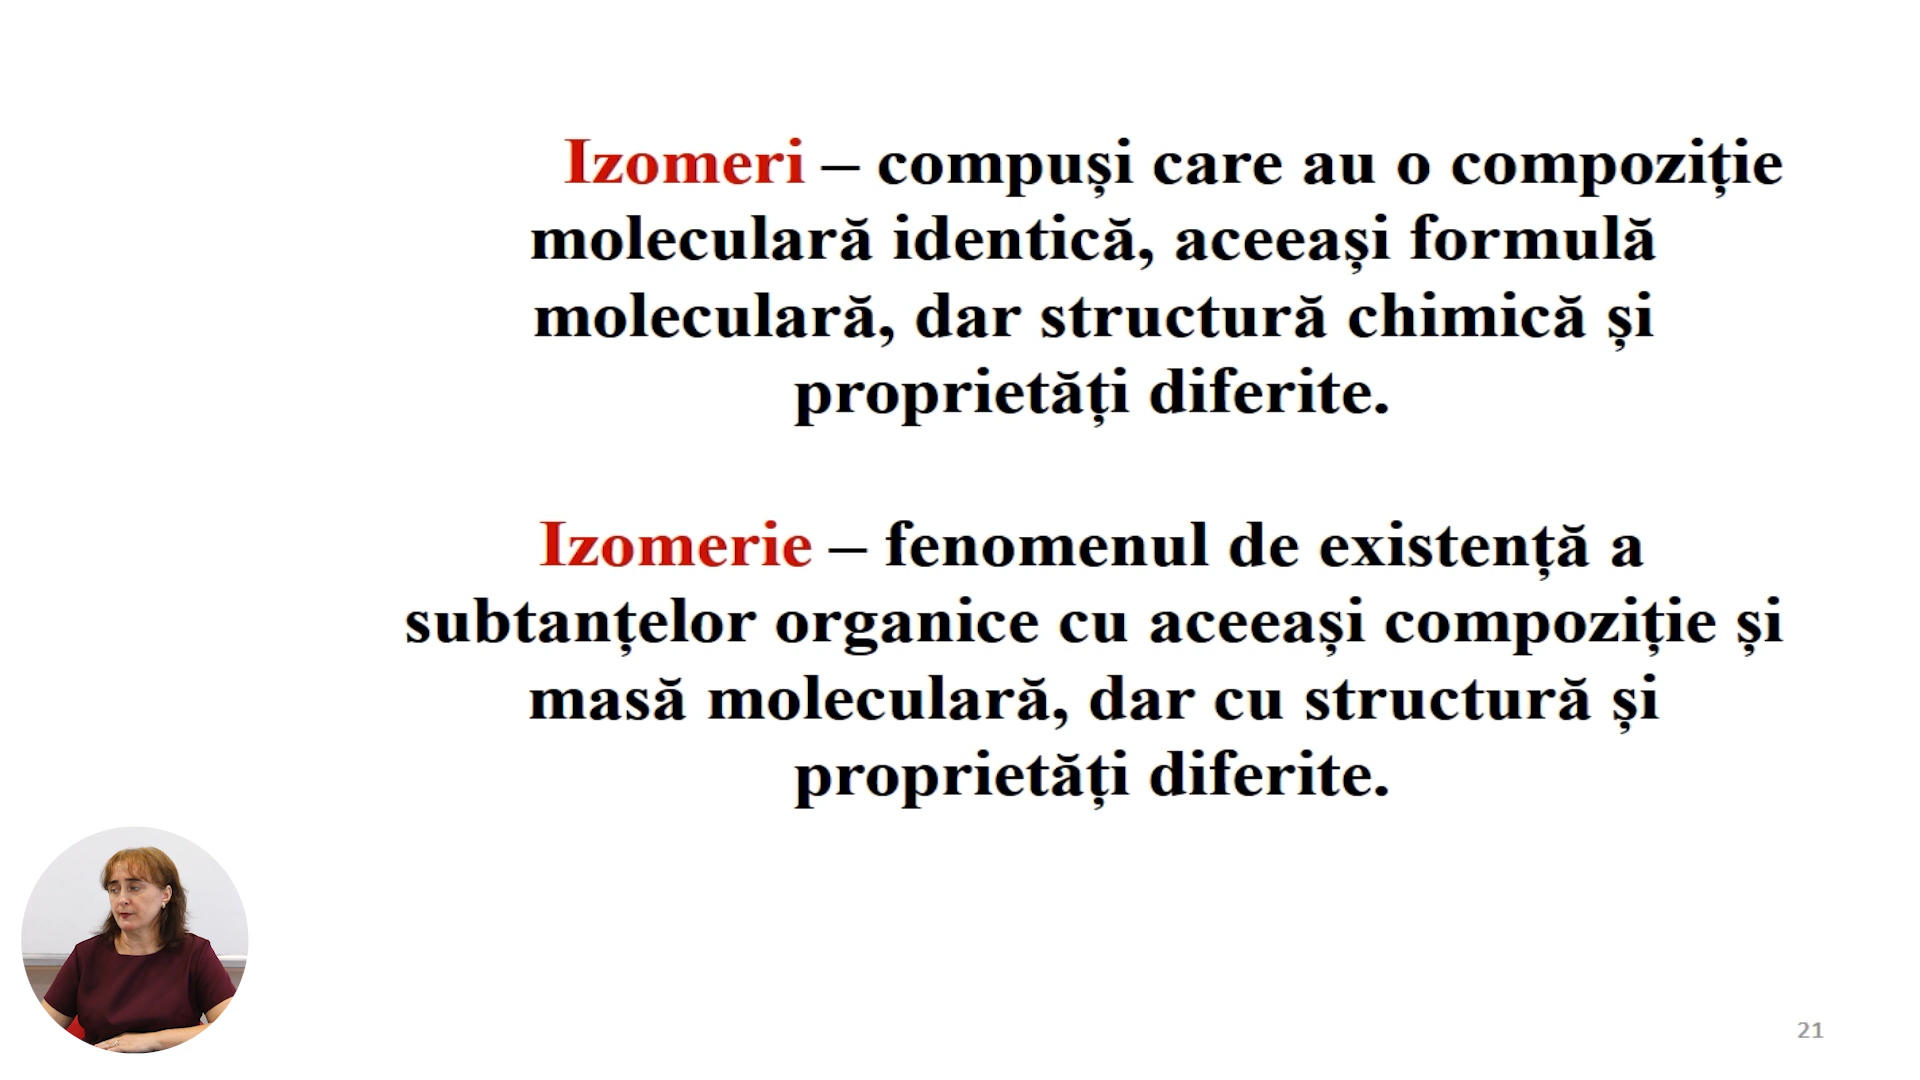 Izomeri – compuși care au o compoziție
moleculară identică, aceeași formulă
moleculară, dar structură chimică și
proprietăți diferite.
Izomerie – fenomenul de existență a
subtanțelor organice cu aceeași compoziție și
masă moleculară, dar cu structură și
proprietăți diferite.
21